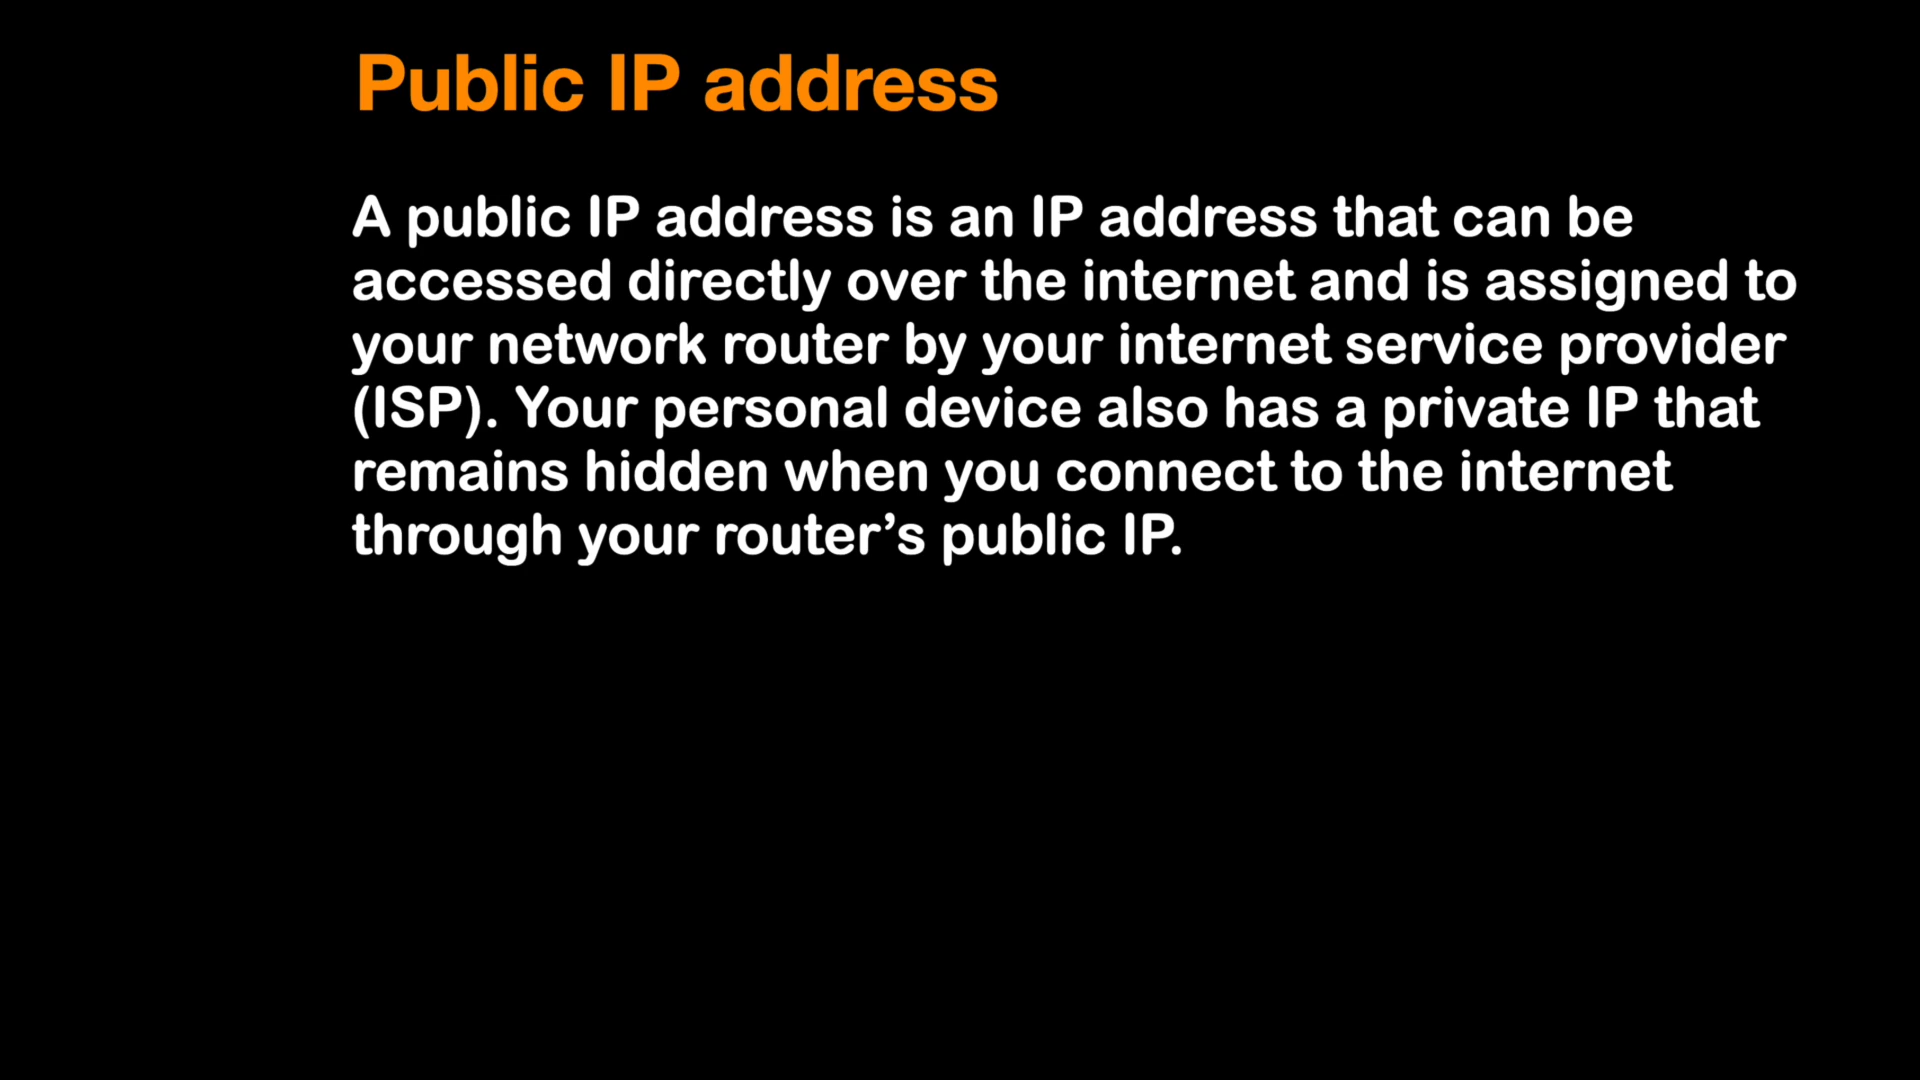 Public IP address
A public IP address is an IP address that can be
accessed directly over the internet and is assigned to
your network router by your internet service provider
(ISP). Your personal device also has a private IP that
remains hidden when you connect to the internet
through your router’s public IP.